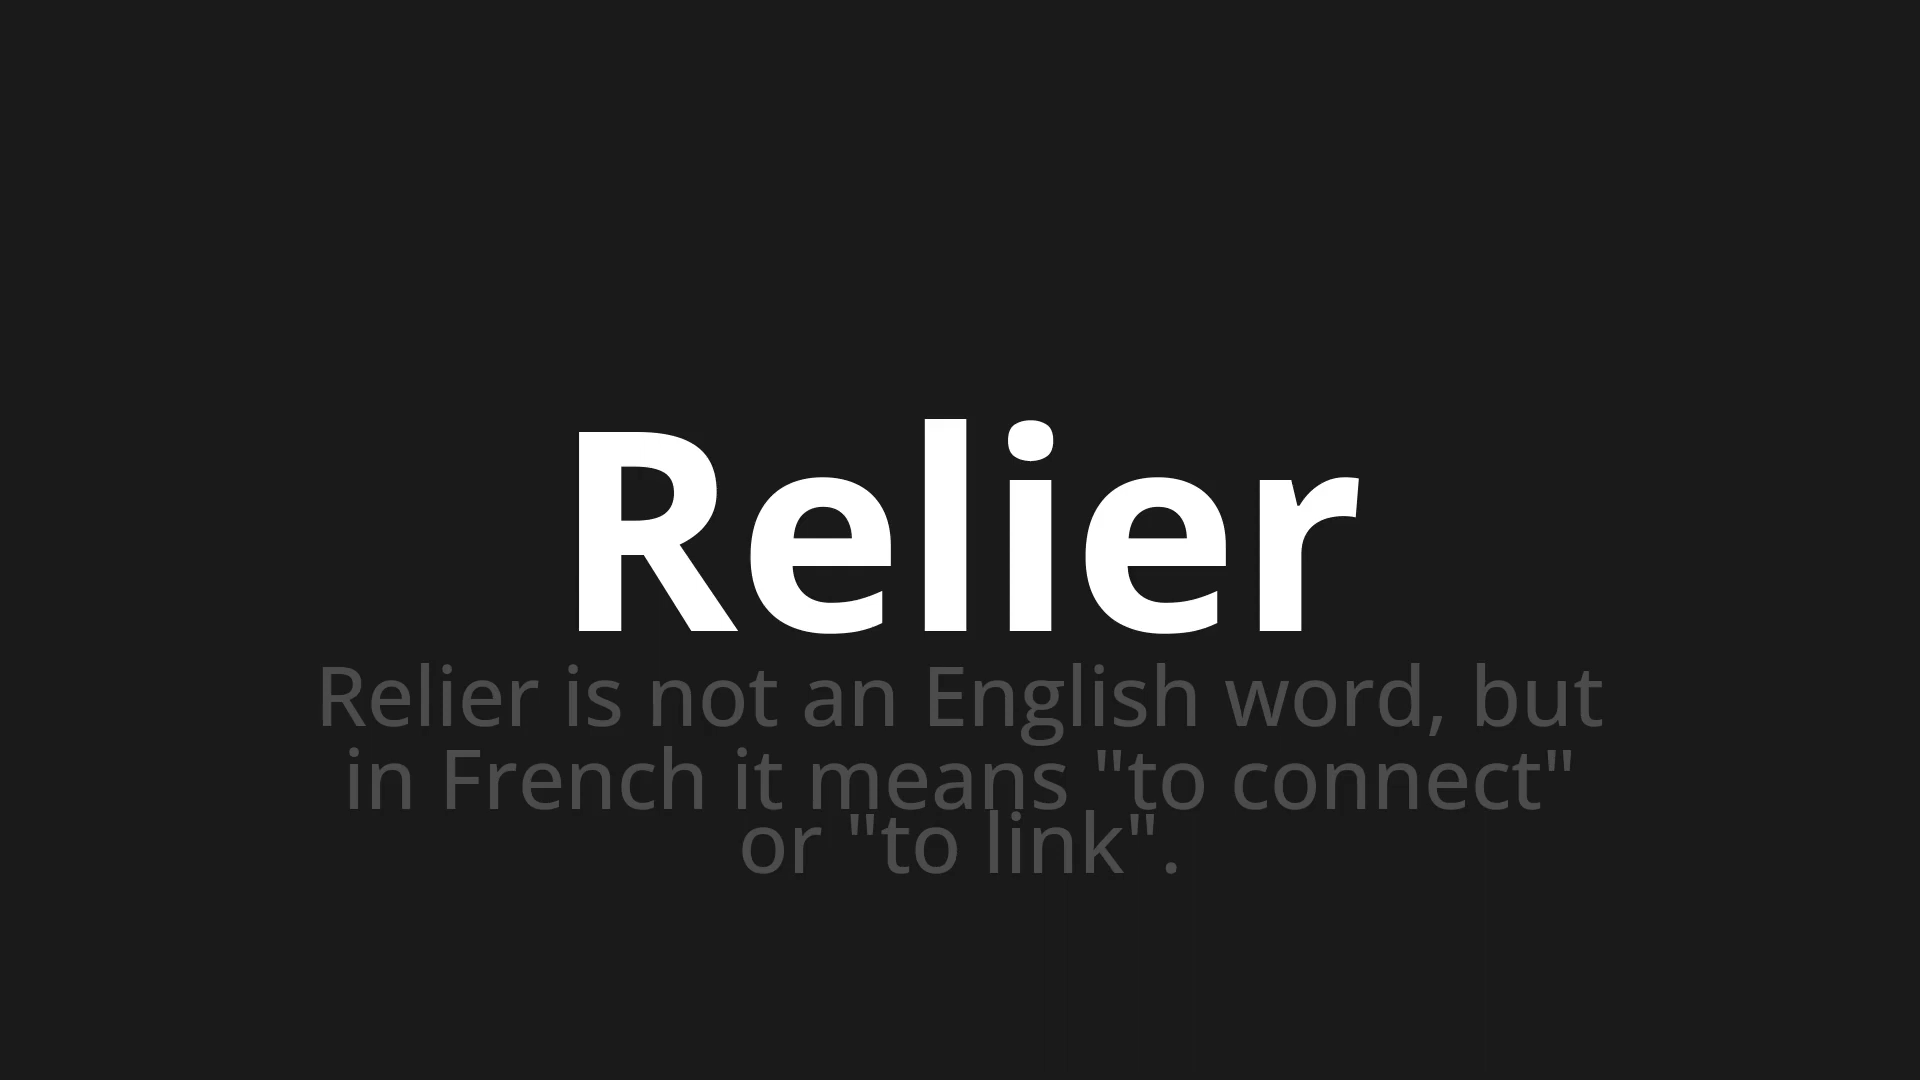 Relier
Relier is not an English word, but
in French it means "to connect"
or "to link".